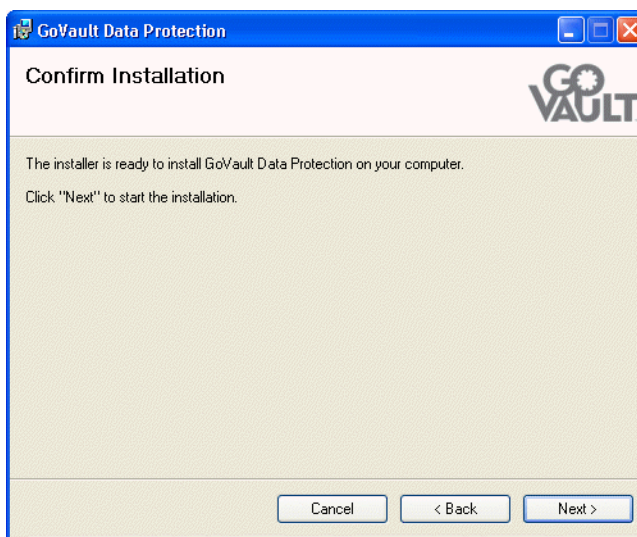 GoVault Data Protection
Confirm Installation
GO
VAULT
The installer is ready to install GoVault Data Protection on your computer.
Click "Next" to start the installation.
Cancel
< Back
Next >